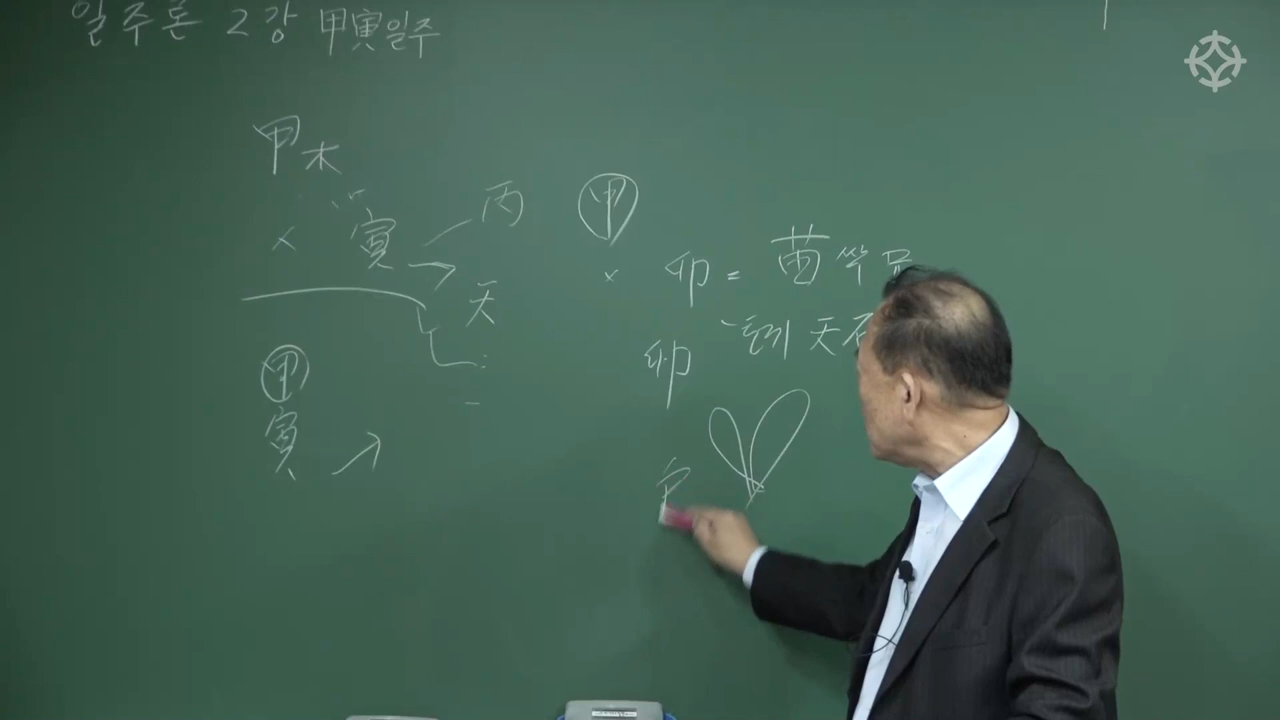 일주론 2강 甲寅일주
甲木
× 寅 丙
天
甲
寅
甲
× 卯 = 苗
卯 天